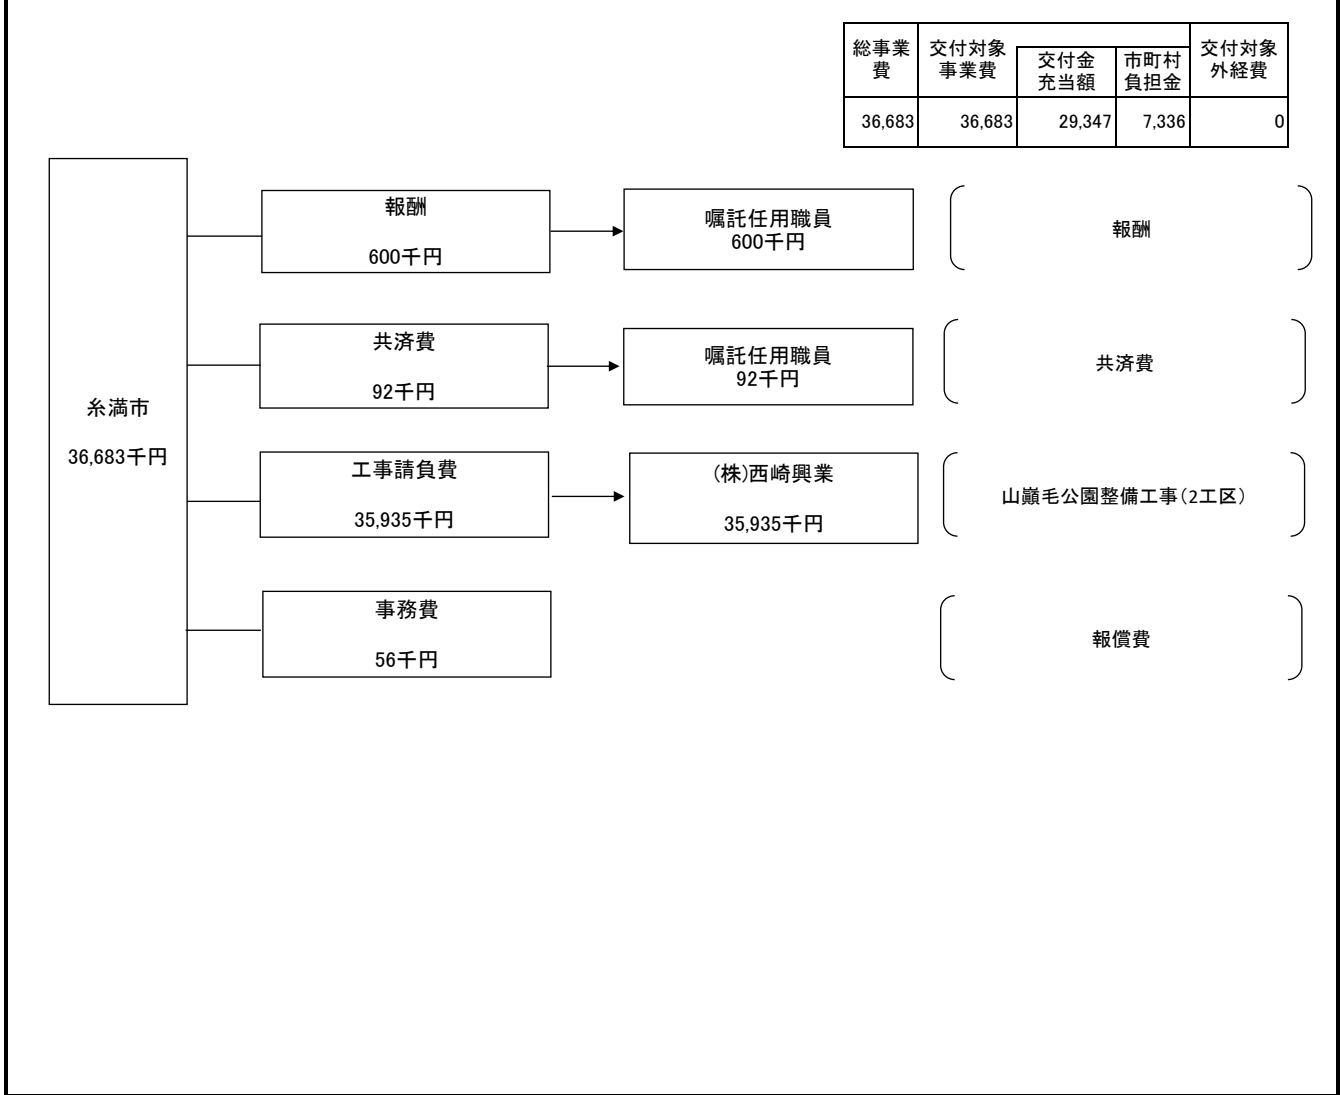 総事業
費
交付対象
事業費
交付金
充当額
市町村
負担金
交付対象
外経費
36,683
36,683
29,347
7,336
0
糸満市
36,683千円
報酬
600千円
嘱託任用職員
600千円
報酬
共済費
92千円
嘱託任用職員
92千円
共済費
工事請負費
35,935千円
(株)西崎興業
35,935千円
山巓毛公園整備工事(2工区)
事務費
56千円
報償費